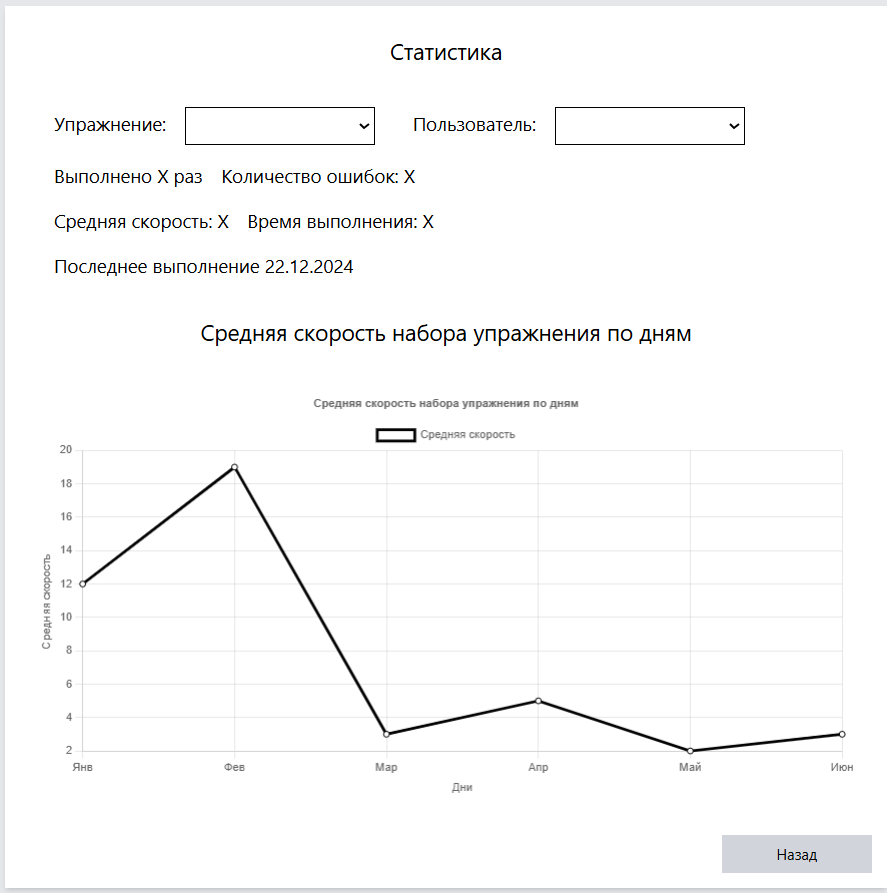 Статистика
Упражнение: Пользователь:
Выполнено X раз Количество ошибок: X
Средняя скорость: X Время выполнения: X
Последнее выполнение 22.12.2024
Средняя скорость набора упражнения по дням
Средняя скорость набора упражнения по дням
Средняя скорость
20
18
16
14
12
10
8
6
4
2
Средняя скорость
Янв Фев Мар Апр Май Июн
Дни
Назад